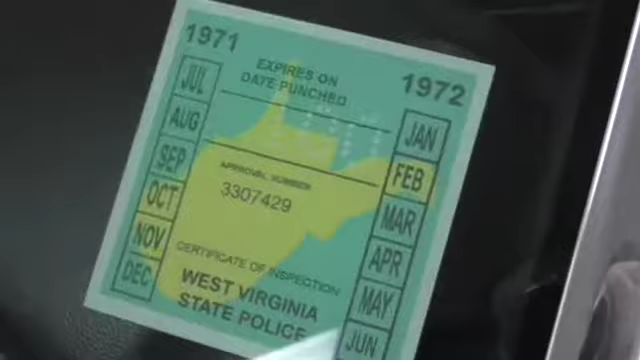 1971
1972
EXPIRES ON
DATE PUNCHED
JUL
AUG
SEP
OCT
NOV
DEC
APPROVAL NUMBER
3307429
CERTIFICATE OF INSPECTION
WEST VIRGINIA
STATE POLICE
JAN
FEB
MAR
APR
MAY
JUN